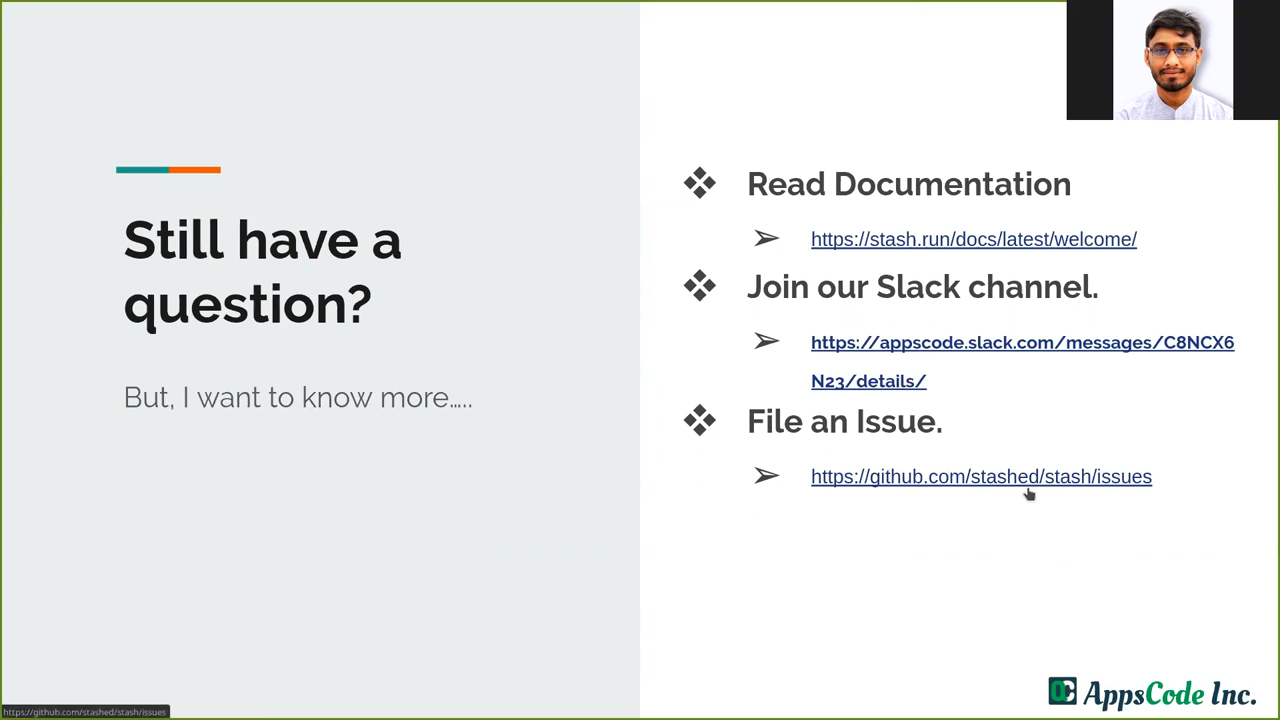 Still have a
question?
But, I want to know more.....
❖ Read Documentation
➢ https://stash.run/docs/latest/welcome/
❖ Join our Slack channel.
➢ https://appscode.slack.com/messages/C8NCX6
N23/details/
❖ File an Issue.
➢ https://github.com/stashed/stash/issues
AppsCode Inc.
https://github.com/stashed/stash/issues